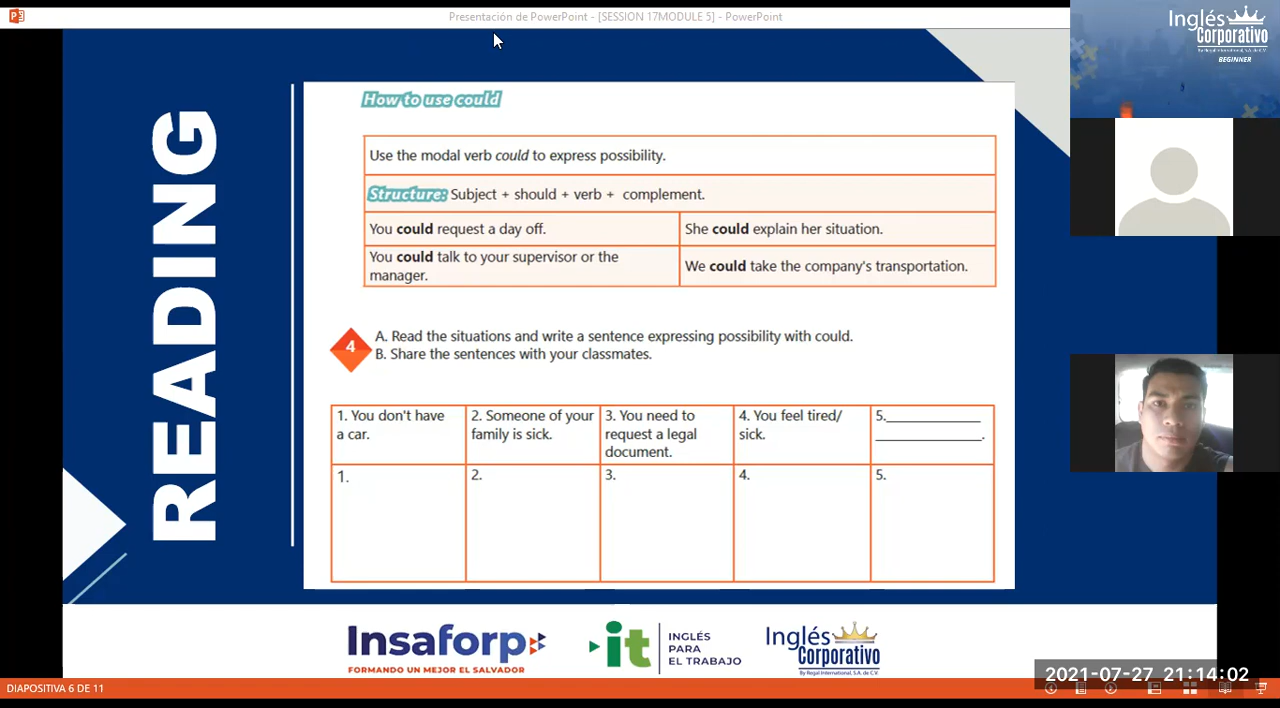 Presentación de PowerPoint - [SESSION 17MODULE 5] - PowerPoint
Inglés
Corporativo
By Regal International, S.A. de C.V.
BEGINNER
READING
How to use could
Use the modal verb could to express possibility.
Structure: Subject + should + verb + complement.
You could request a day off.
She could explain her situation.
You could talk to your supervisor or the
manager.
We could take the company's transportation.
4
A. Read the situations and write a sentence expressing possibility with could.
B. Share the sentences with your classmates.
1. You don't have
a car.
2. Someone of your
family is sick.
3. You need to
request a legal
document.
4. You feel tired/
sick.
5.______________
________________.
1.
2.
3.
4.
5.
Insaforp
FORMANDO UN MEJOR EL SALVADOR
it
INGLÉS
PARA
EL TRABAJO
Inglés
Corporativo
By Regal International, S.A. de C.V.
2021-07-27 21:14:02
DIAPOSITIVA 6 DE 11